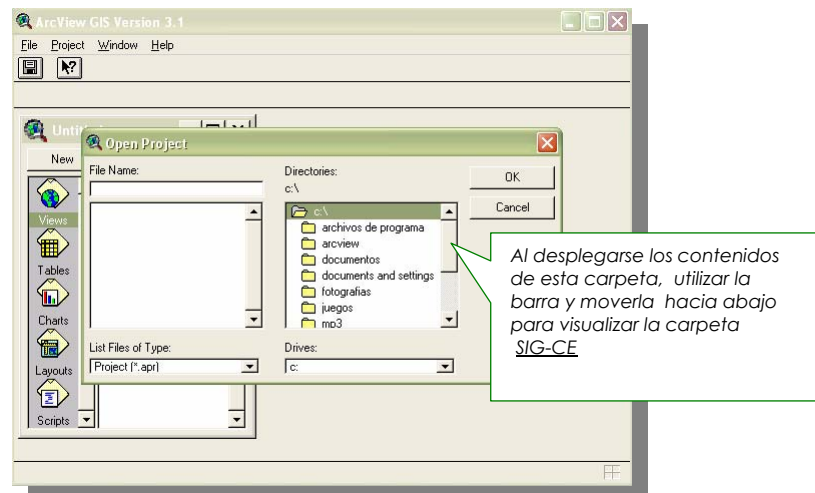 ArcView GIS Version 3.1
File Project Window Help
Open Project
New
File Name:
Directories:
c:\
OK
Cancel
c:\
archivos de programa
arcview
documentos
documents and settings
fotografias
juegos
mp3
Views
Tables
Charts
Layouts
Scripts
List Files of Type:
Project (*.apr)
Drives:
c:
Al desplegarse los contenidos
de esta carpeta, utilizar la
barra y moverla hacia abajo
para visualizar la carpeta
SIG-CE